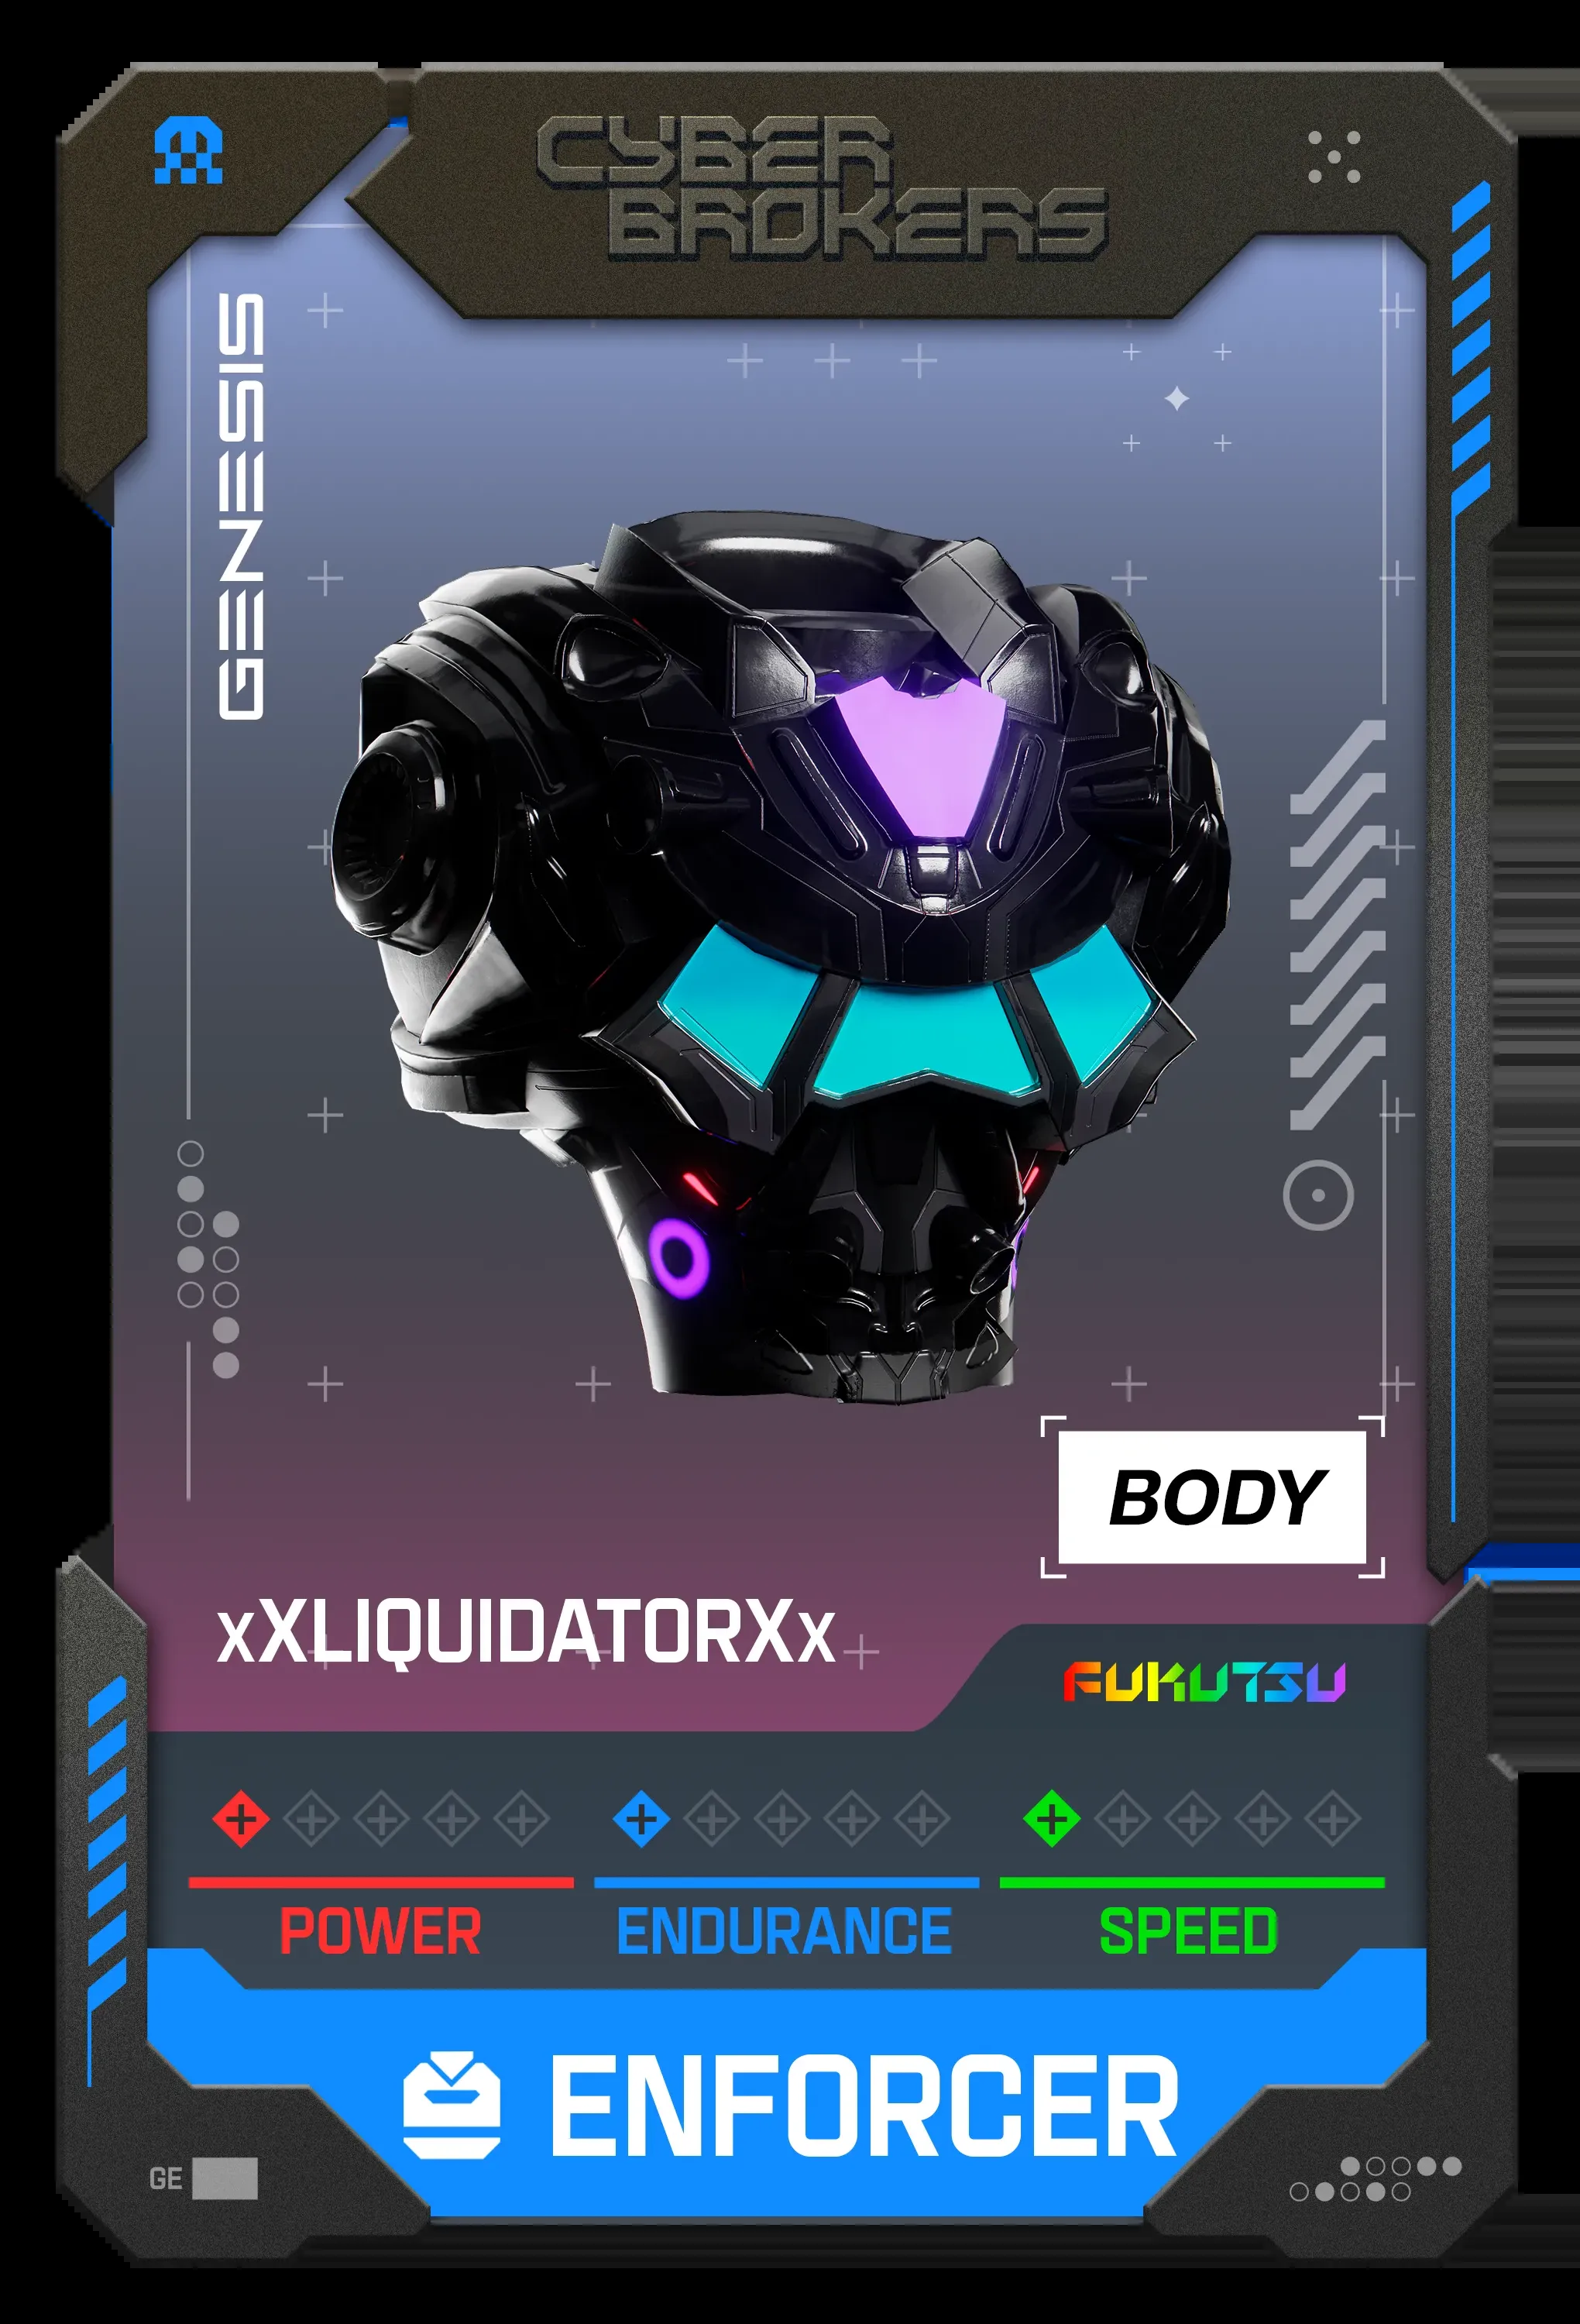 CYBER
BROKERS
GENESIS
BODY
xXLIQUIDATORXx
FUKUTSU
POWER
ENDURANCE
SPEED
ENFORCER
GE